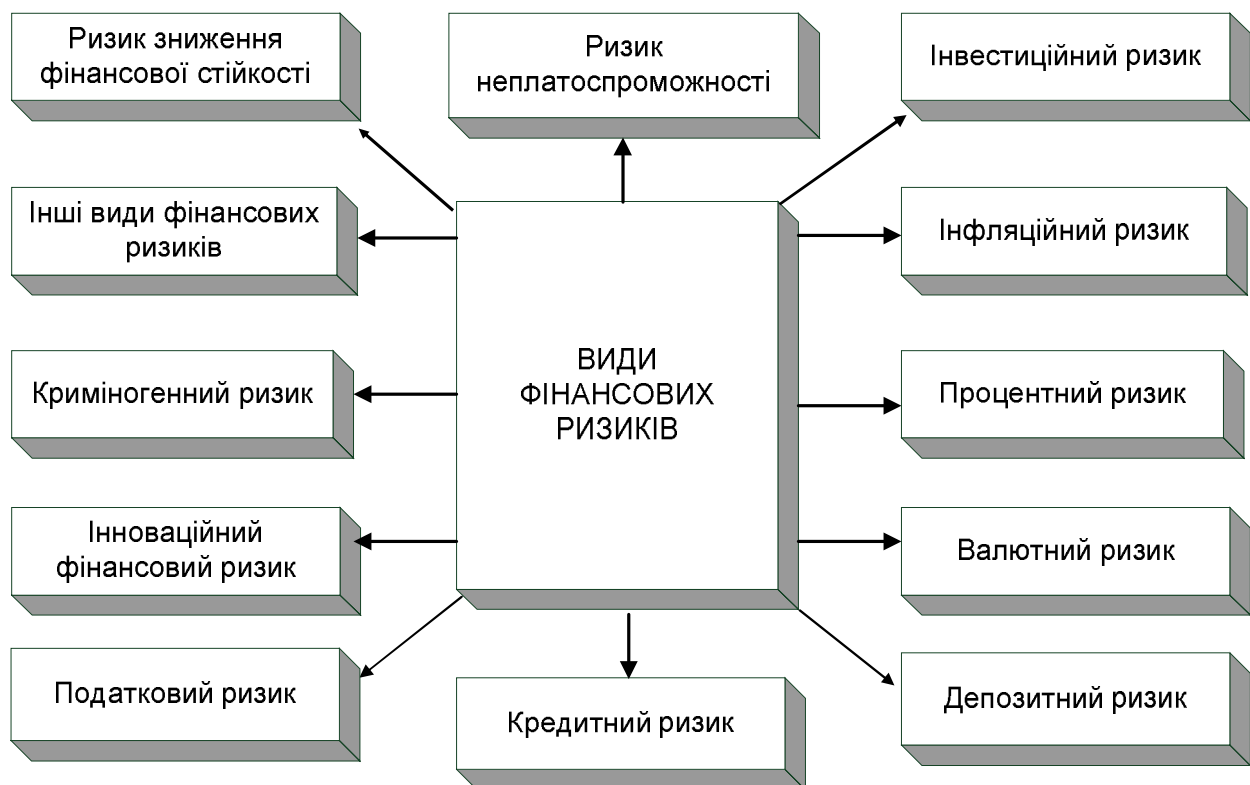 Ризик зниження
фінансової стійкості
Ризик
неплатоспроможності
Інвестиційний ризик
Інші види фінансових
ризиків
Інфляційний ризик
ВИДИ
ФІНАНСОВИХ
РИЗИКІВ
Криміногенний ризик
Процентний ризик
Інноваційний
фінансовий ризик
Валютний ризик
Податковий ризик
Кредитний ризик
Депозитний ризик